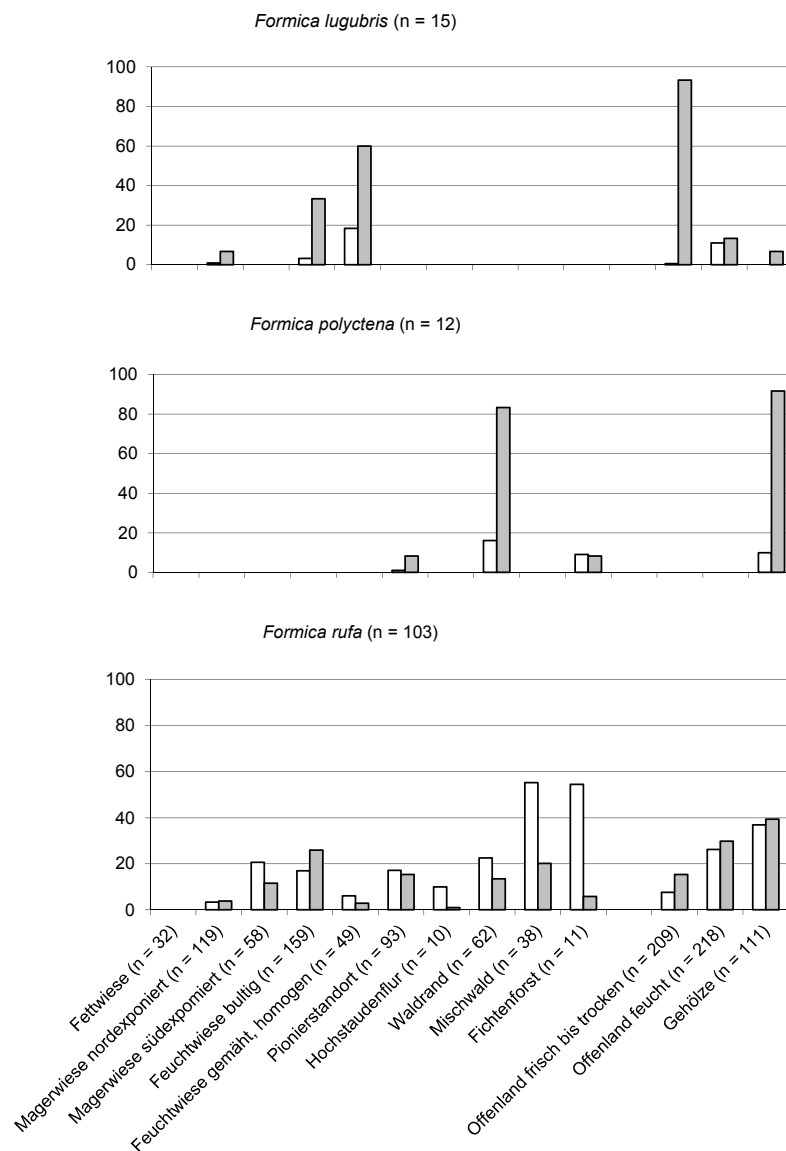 Formica lugubris (n = 15)
100
80
60
40
20
0
Formica polyctena (n = 12)
100
80
60
40
20
0
Formica rufa (n = 103)
100
80
60
40
20
0
Fettwiese (n = 32)
Magerwiese nordexponiert (n = 119)
Magerwiese südexpomiert (n = 58)
Feuchtwiese bultig (n = 159)
Feuchtwiese gemäht, homogen (n = 49)
Pionierstandort (n = 93)
Hochstaudenflur (n = 10)
Waldrand (n = 62)
Mischwald (n = 38)
Fichtenforst (n = 11)
Offenland frisch bis trocken (n = 209)
Offenland feucht (n = 218)
Gehölze (n = 111)